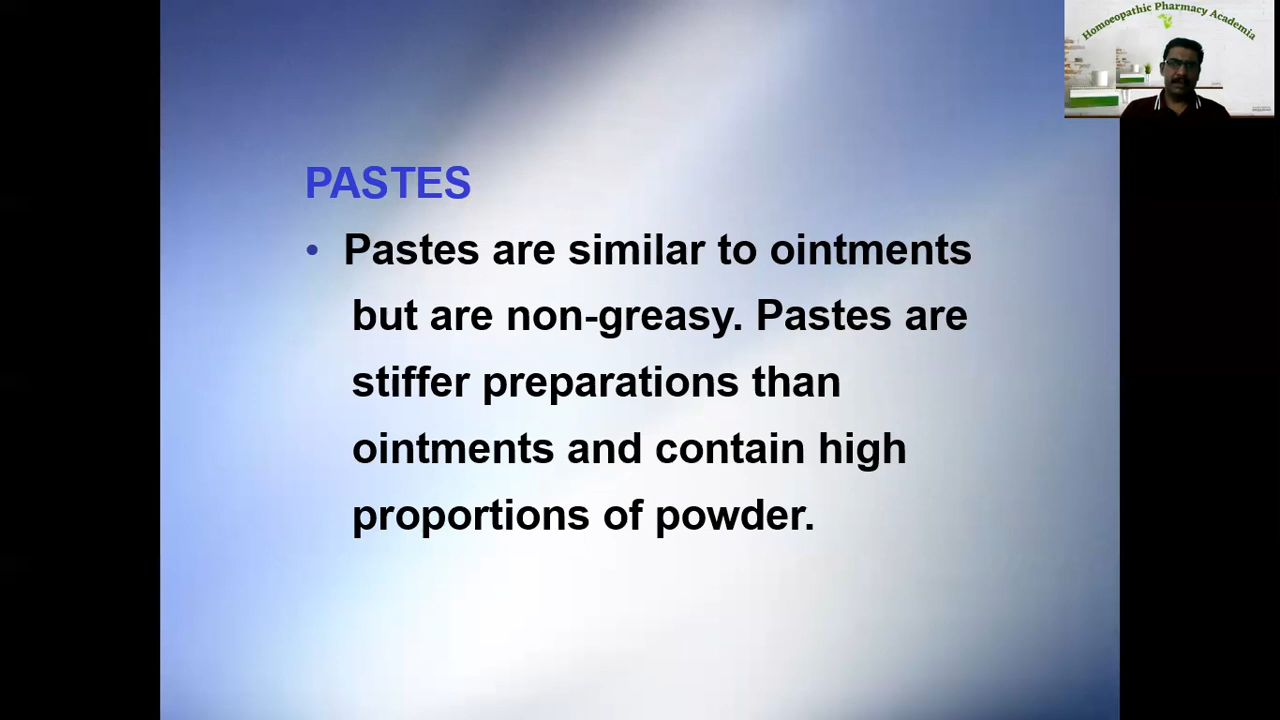 Homoeopathic Pharmacy Academia
PASTES
• Pastes are similar to ointments
but are non-greasy. Pastes are
stiffer preparations than
ointments and contain high
proportions of powder.